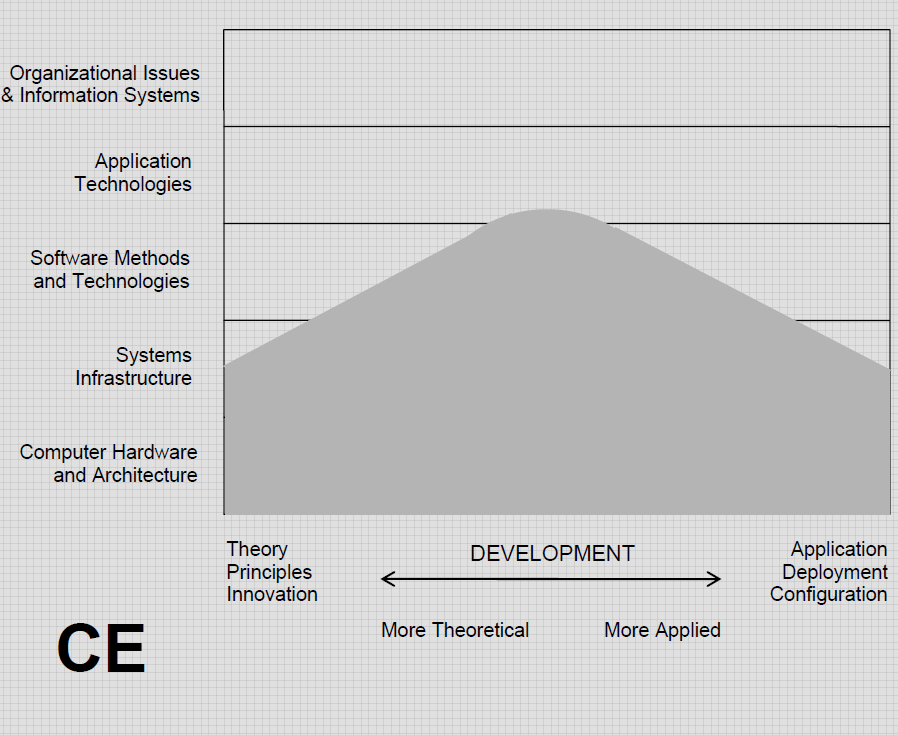 Organizational Issues
& Information Systems
Application
Technologies
Software Methods
and Technologies
Systems
Infrastructure
Computer Hardware
and Architecture
Theory
Principles
Innovation
DEVELOPMENT
Application
Deployment
Configuration
More Theoretical
More Applied
CE